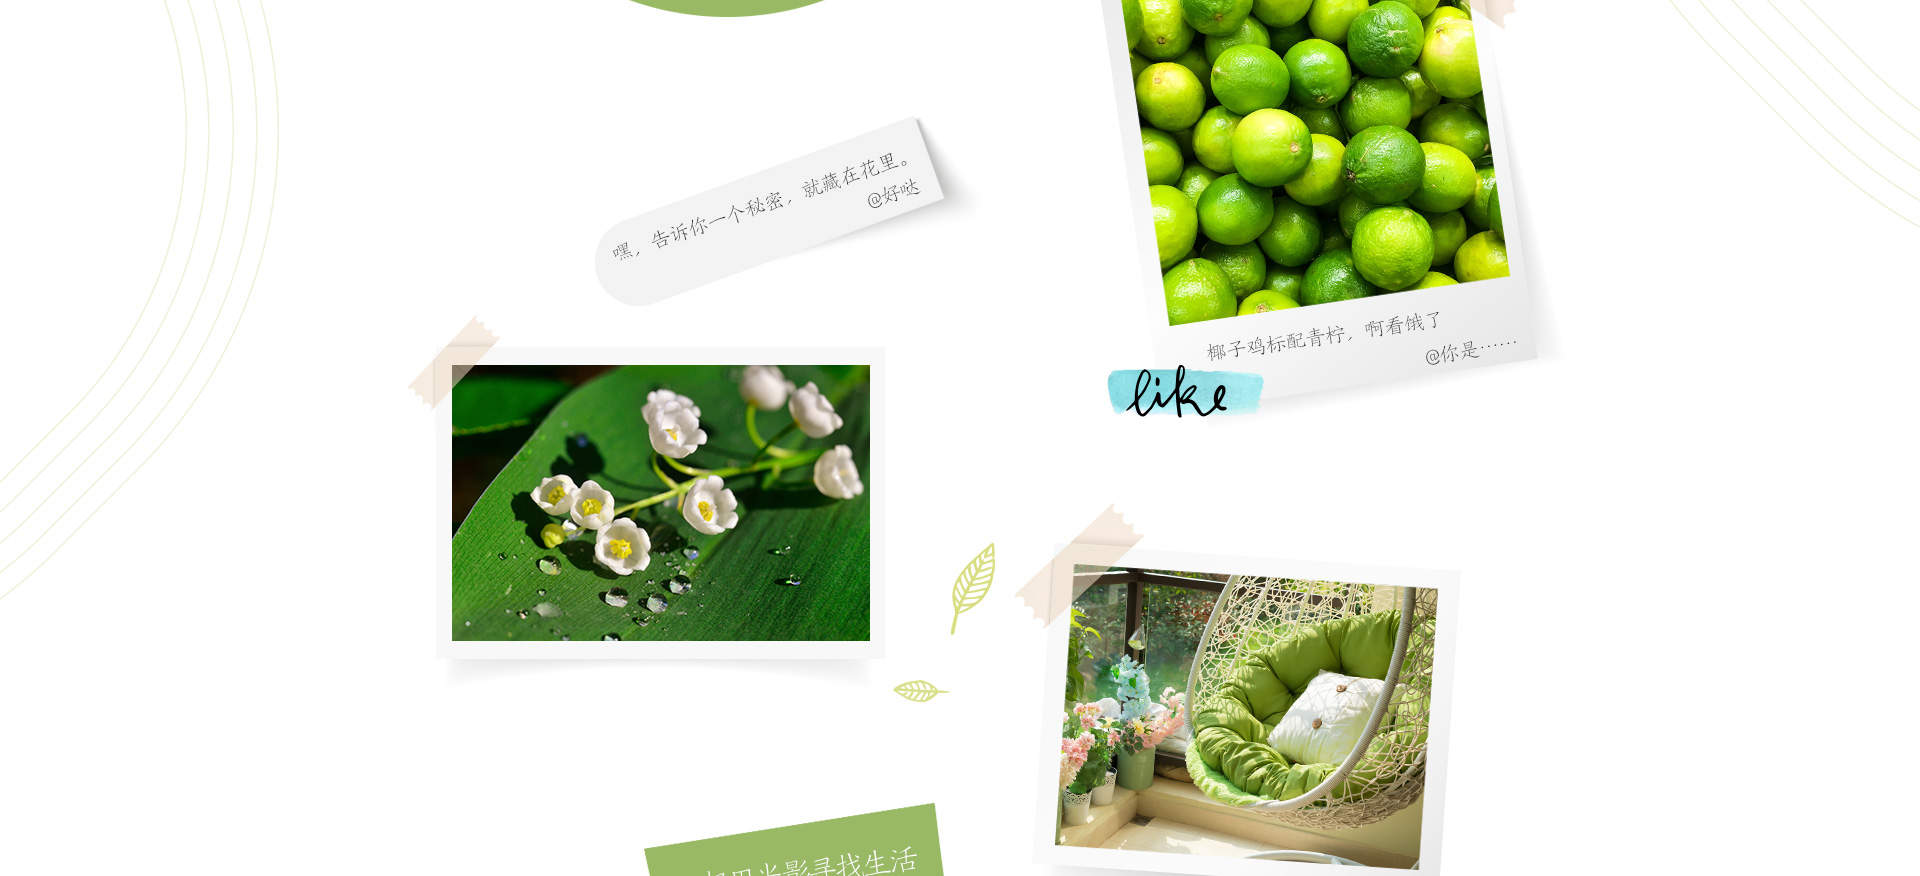 嘿，告诉你一个秘密，就藏在花里。
@好哒
椰子鸡标配青柠，啊看饿了
@你是……
like
光影寻找生活